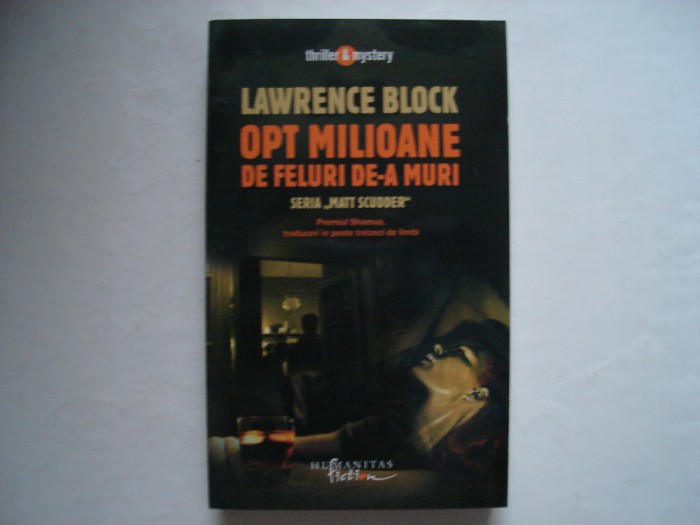 thriller & mystery
LAWRENCE BLOCK
OPT MILIOANE
DE FELURI DE-A MURI
SERIA „MATT SCUDDER"
Premiul Shamus,
traduceri în peste treizeci de limbi
HUMANITAS
fiction